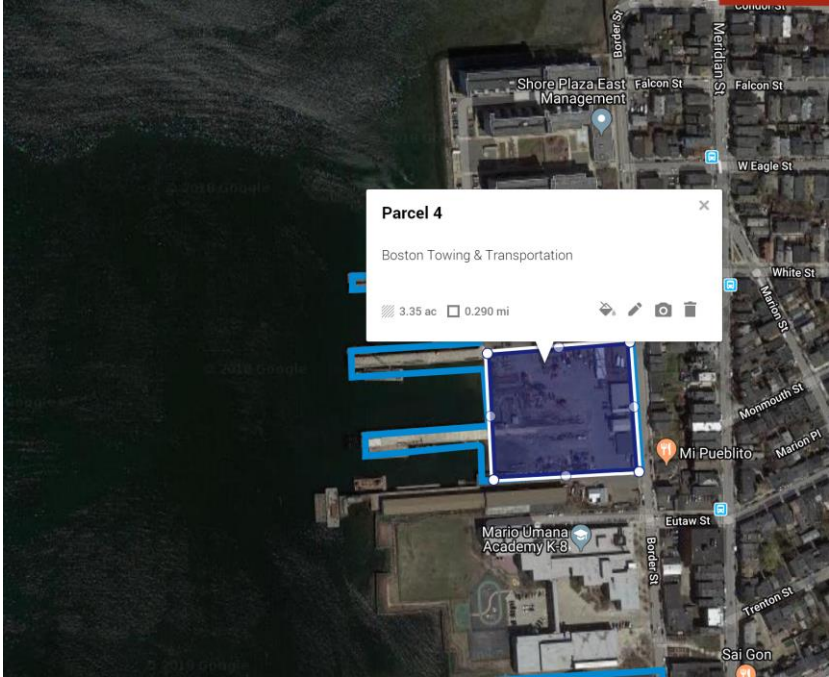 Condor St
Border St
Meridian St
Shore Plaza East
Management
Falcon St
Falcon St
W Eagle St
© 2018 Google
Parcel 4
Boston Towing & Transportation
3.35 ac
0.290 mi
White St
Marion St
© 2018 Google
Monmouth St
Marion Pl
Mi Pueblito
Eutaw St
Mario Umana
Academy K-8
Border St
Trenton St
Sai Gon